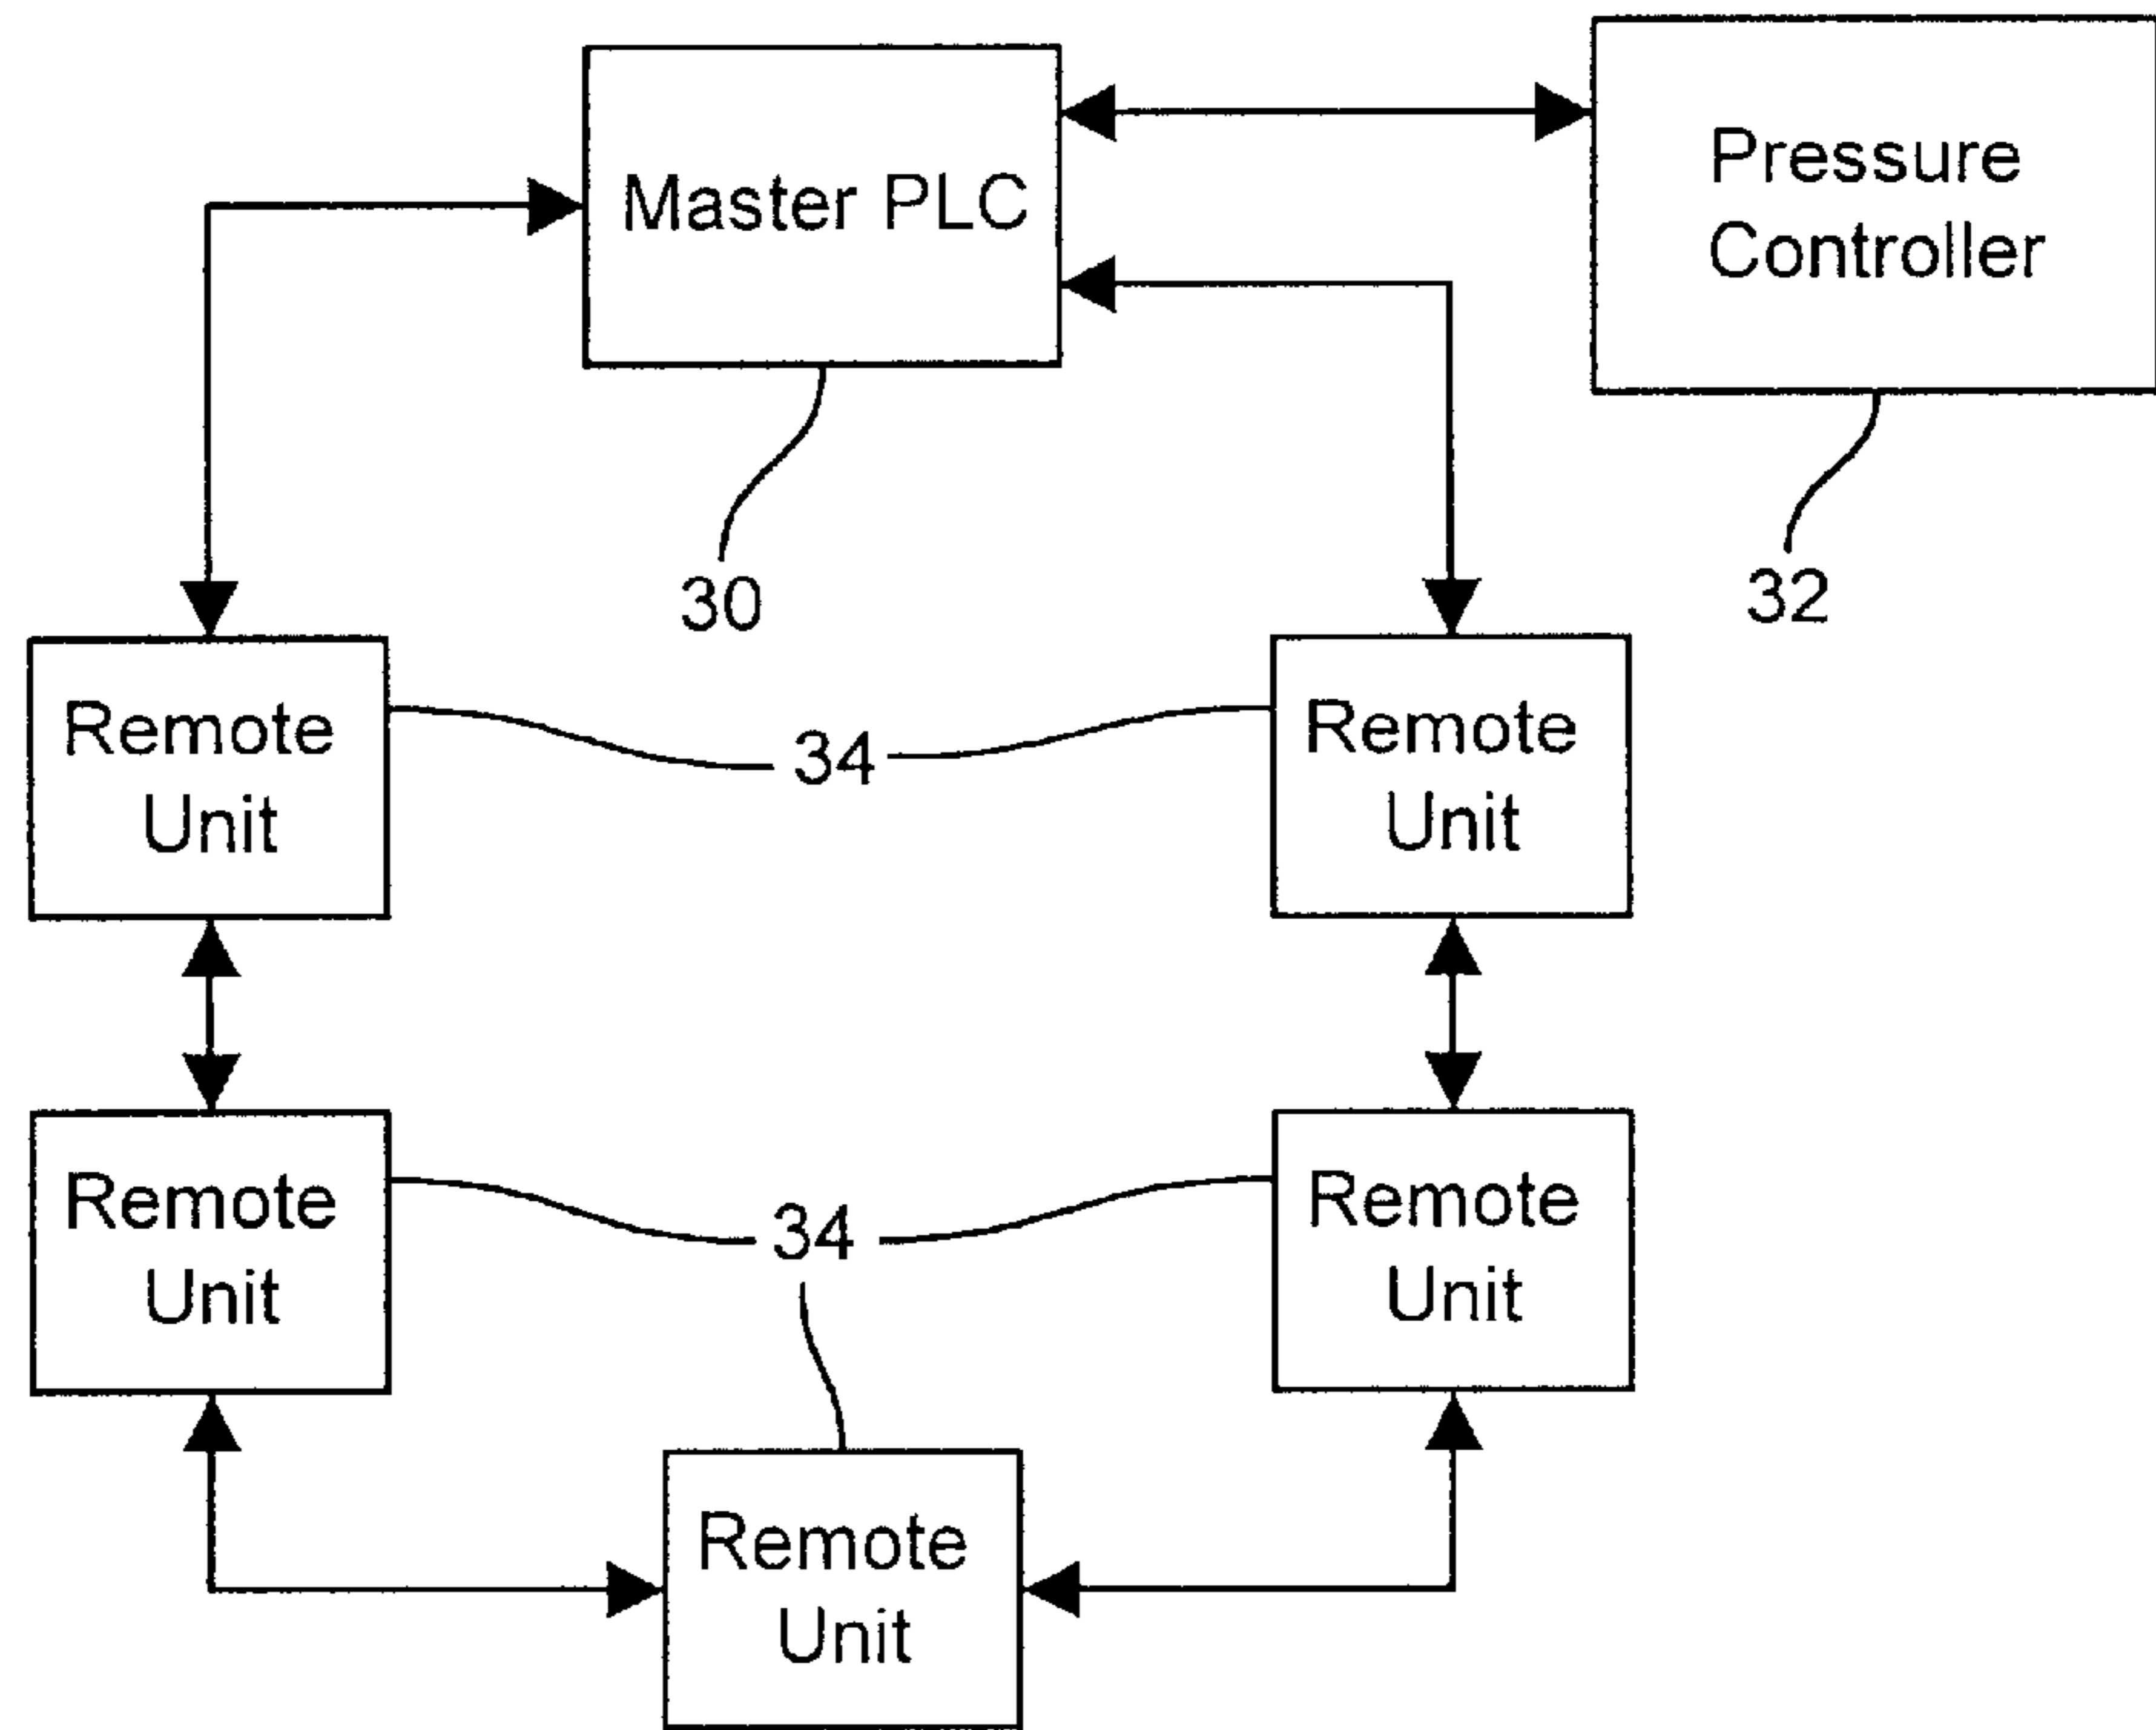 Master PLC
Pressure
Controller
30
32
Remote
Unit
34
Remote
Unit
Remote
Unit
34
Remote
Unit
Remote
Unit